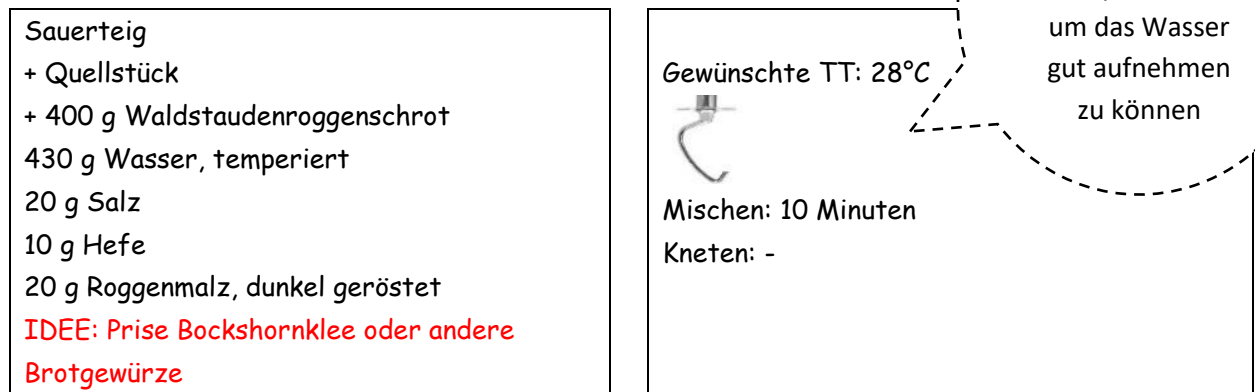 Sauerteig
+ Quellstück
+ 400 g Waldstaudenroggenschrot
430 g Wasser, temperiert
20 g Salz
10 g Hefe
20 g Roggenmalz, dunkel geröstet
IDEE: Prise Bockshornklee oder andere
Brotgewürze
um das Wasser
gut aufnehmen
zu können
Gewünschte TT: 28°C
Mischen: 10 Minuten
Kneten: -